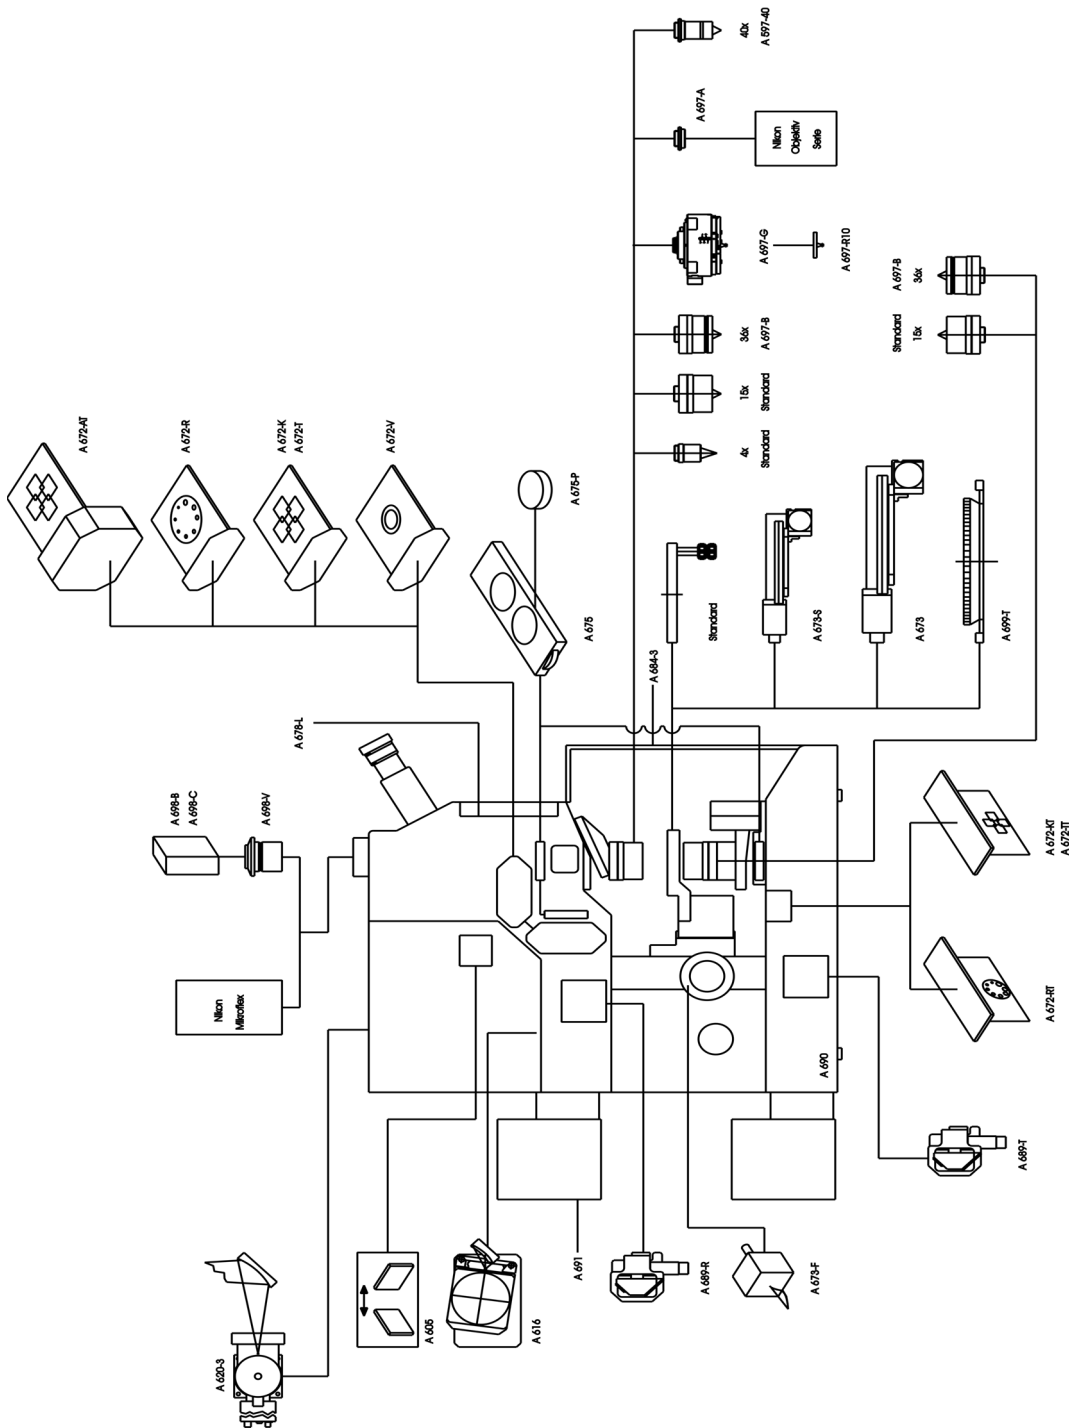 40x
A 597-40
A 697-A
Nikon
Objektiv
Serie
A 697-G
A 697-R10
36x
A 697-B
15x
Standard
4x
Standard
A 697-B
36x
Standard
15x
A 672-AT
A 672-R
A 672-K
A 672-T
A 672-V
A 675-P
A 675
Standard
A 673-S
A 673
A 699-T
A 684-3
A 678-L
A 698-B
A 698-C
A 698-V
Nikon
Mikroflex
A 690
A 672-KT
A 672-TT
A 672-RT
A 689-T
A 620-3
A 605
A 616
A 691
A 689-R
A 673-F